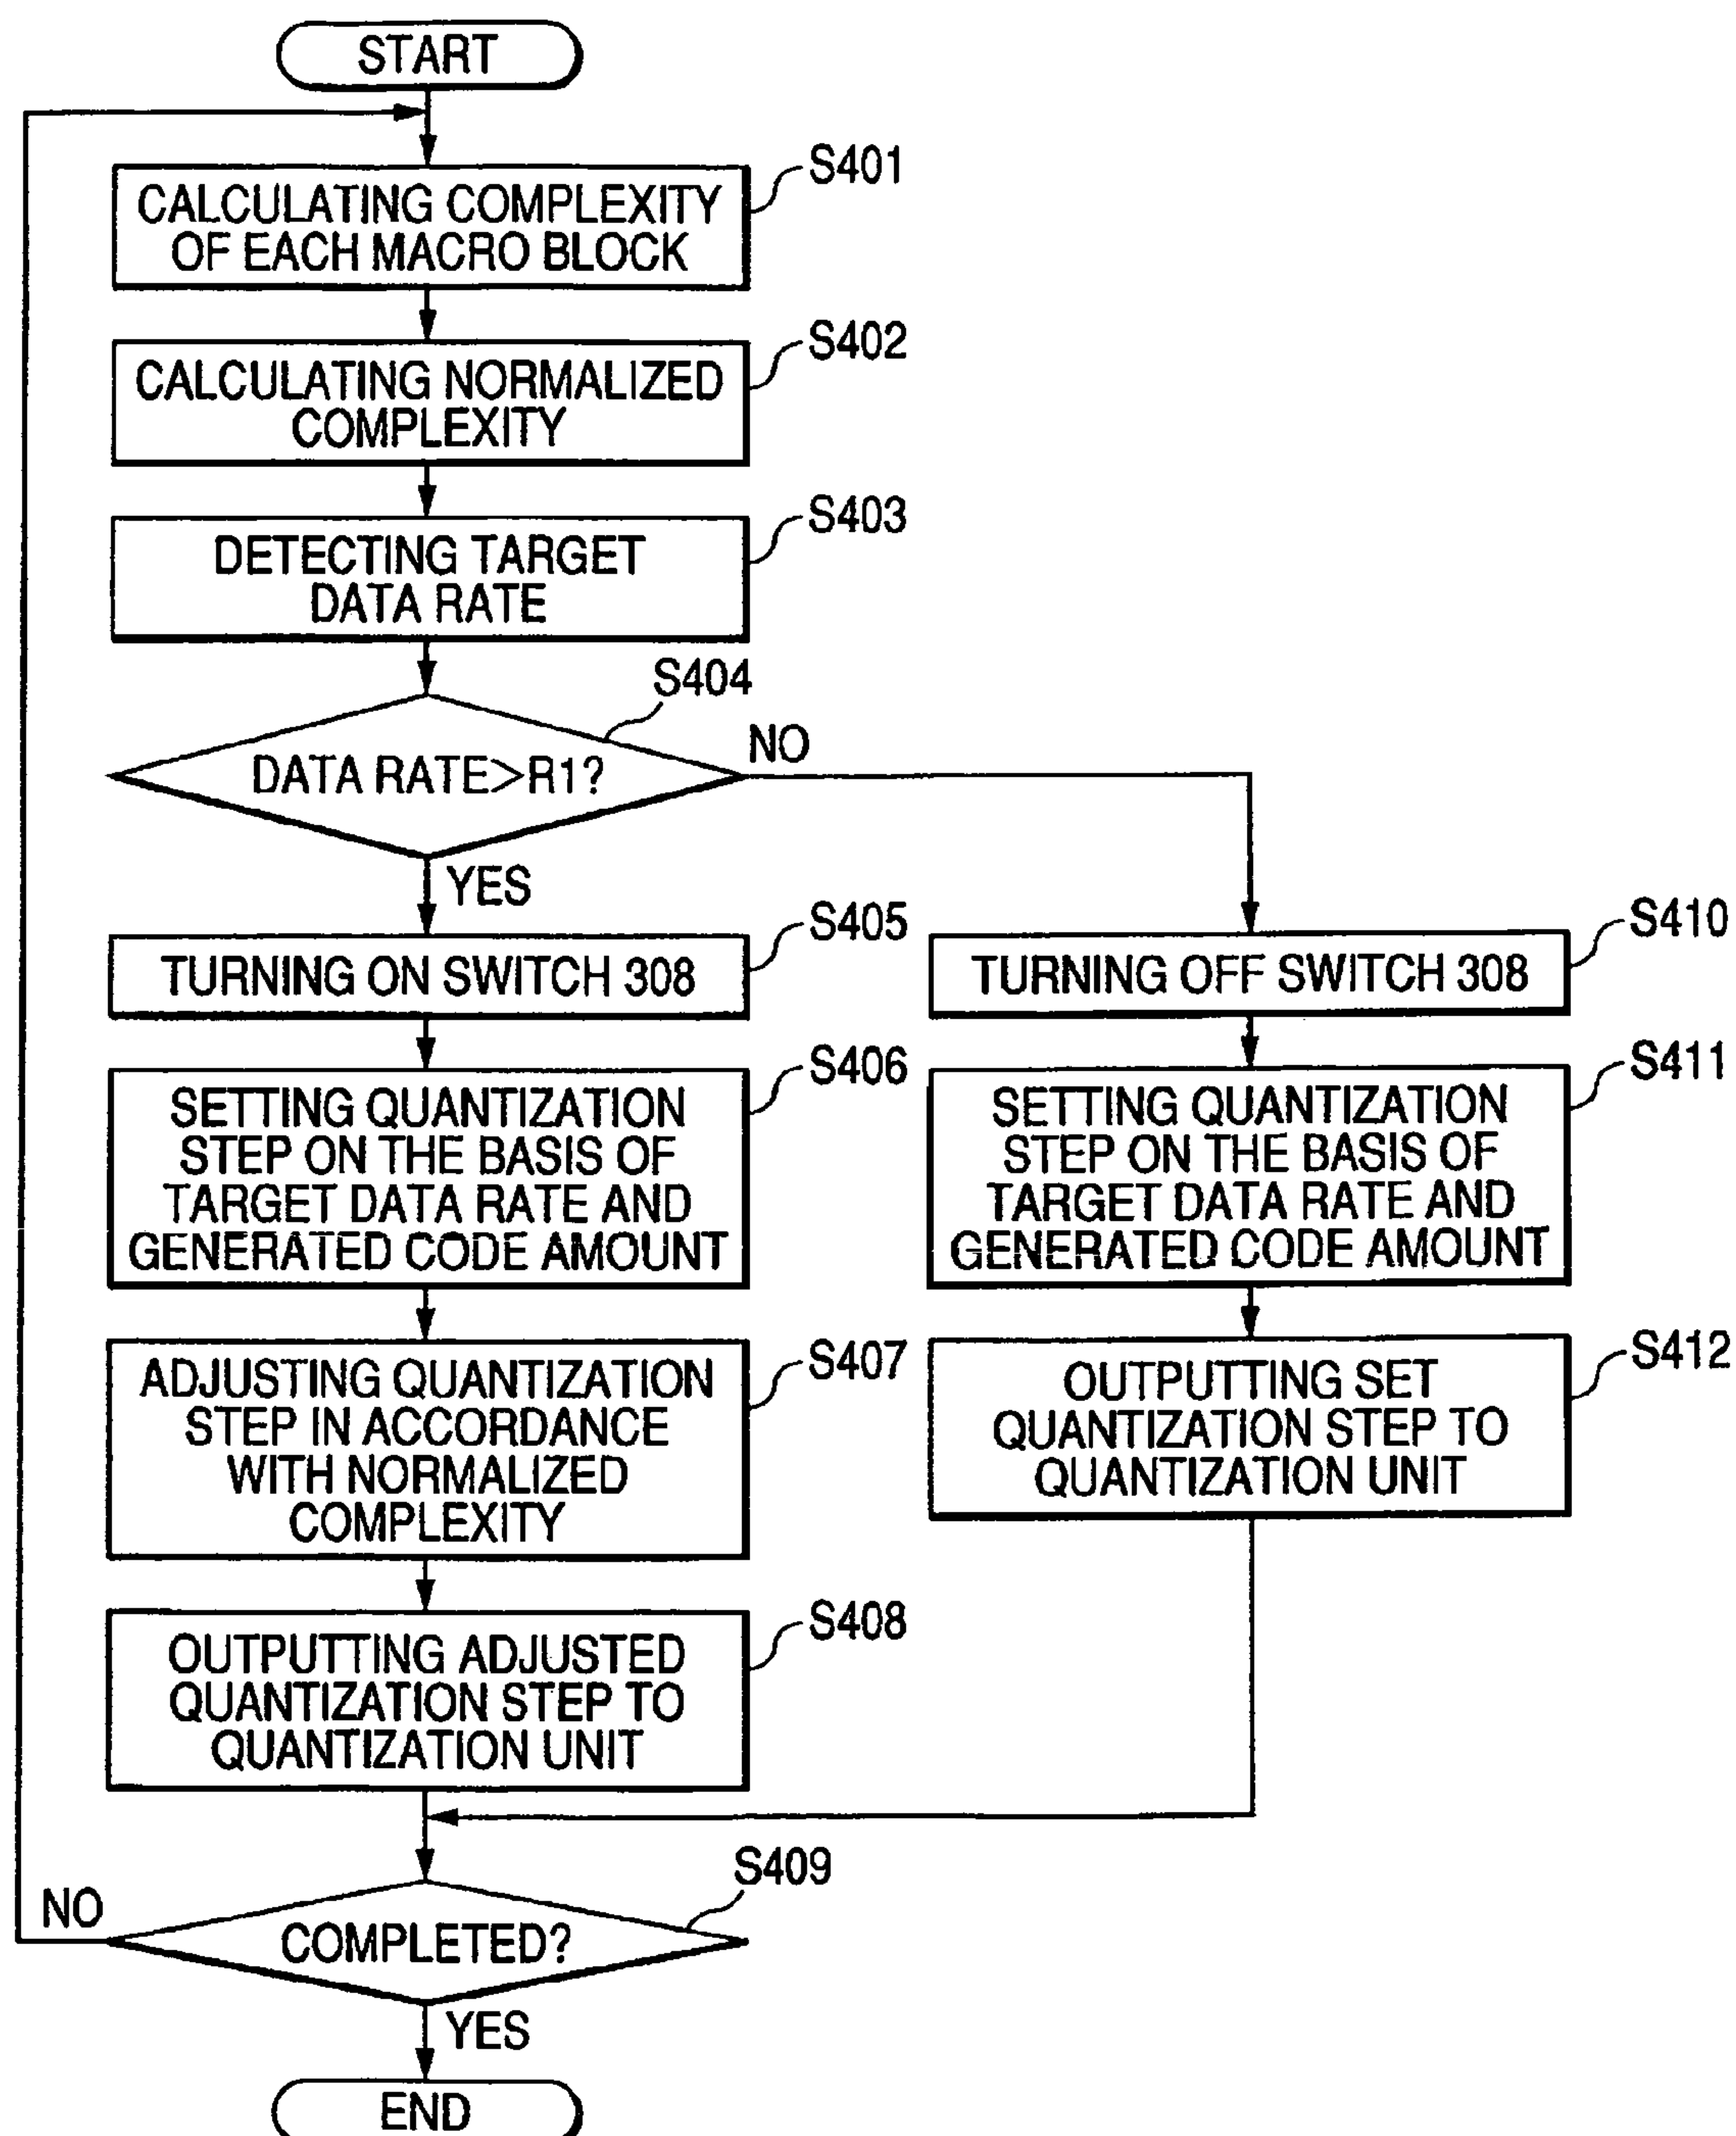 START
S401
CALCULATING COMPLEXITY
OF EACH MACRO BLOCK
S402
CALCULATING NORMALIZED
COMPLEXITY
S403
DETECTING TARGET
DATA RATE
S404
DATA RATE>R1?
NO
YES
S405
TURNING ON SWITCH 308
S410
TURNING OFF SWITCH 308
S406
SETTING QUANTIZATION
STEP ON THE BASIS OF
TARGET DATA RATE AND
GENERATED CODE AMOUNT
S411
SETTING QUANTIZATION
STEP ON THE BASIS OF
TARGET DATA RATE AND
GENERATED CODE AMOUNT
S407
ADJUSTING QUANTIZATION
STEP IN ACCORDANCE
WITH NORMALIZED
COMPLEXITY
S412
OUTPUTTING SET
QUANTIZATION STEP TO
QUANTIZATION UNIT
S408
OUTPUTTING ADJUSTED
QUANTIZATION STEP TO
QUANTIZATION UNIT
S409
NO
COMPLETED?
YES
END